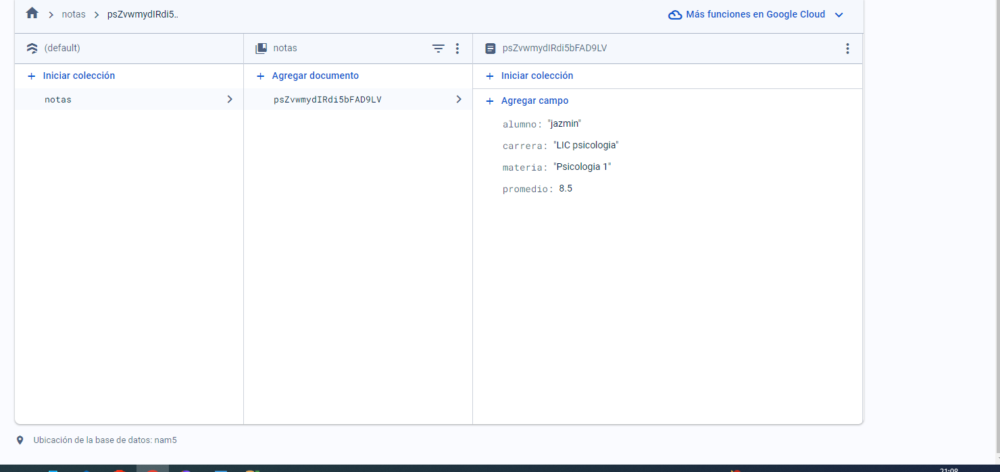 notas psZvwmydIRdi5.. Más funciones en Google Cloud
(default) notas psZvwmydIRdi5bFAD9LV
+ Iniciar colección + Agregar documento + Iniciar colección
notas psZvwmydIRdi5bFAD9LV
+ Agregar campo
alumno: "jazmin"
carrera: "LIC psicologia"
materia: "Psicologia 1"
promedio: 8.5
Ubicación de la base de datos: nam5
21:08